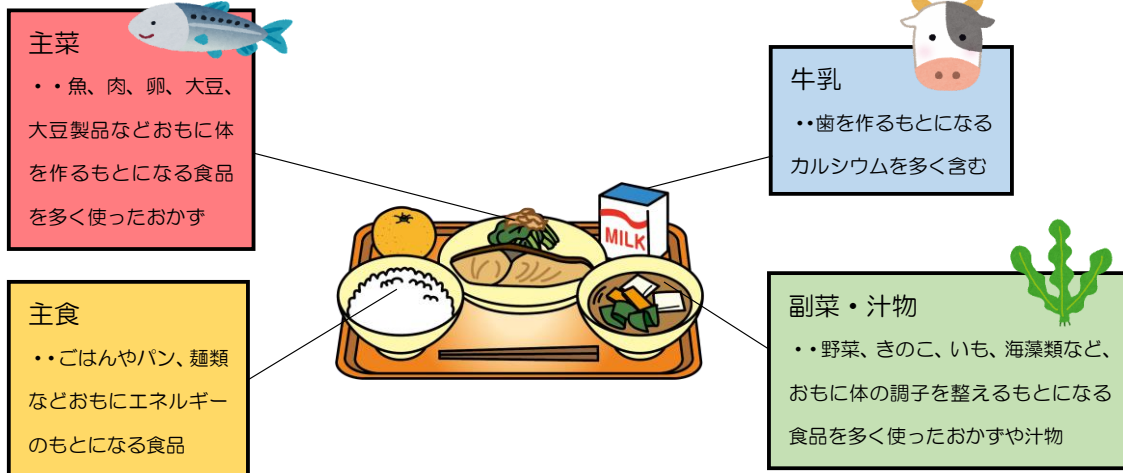 主菜
・・魚、肉、卵、大豆、
大豆製品などおもに体
を作るもとになる食品
を多く使ったおかず
牛乳
・・歯を作るもとになる
カルシウムを多く含む
MILK
主食
・・ごはんやパン、麺類
などおもにエネルギー
のもとになる食品
副菜・汁物
・・野菜、きのこ、いも、海藻類など、
おもに体の調子を整えるもとになる
食品を多く使ったおかずや汁物